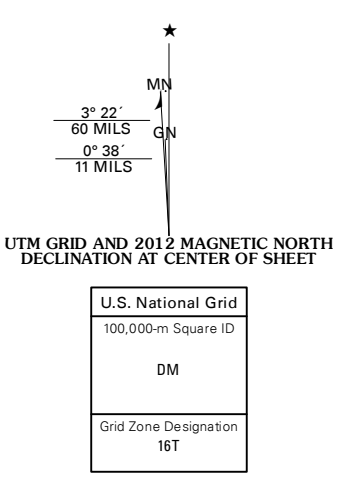 ★
MN
3° 22´
60 MILS
GN
0° 38´
11 MILS
UTM GRID AND 2012 MAGNETIC NORTH
DECLINATION AT CENTER OF SHEET
U.S. National Grid
100,000-m Square ID
DM
Grid Zone Designation
16T